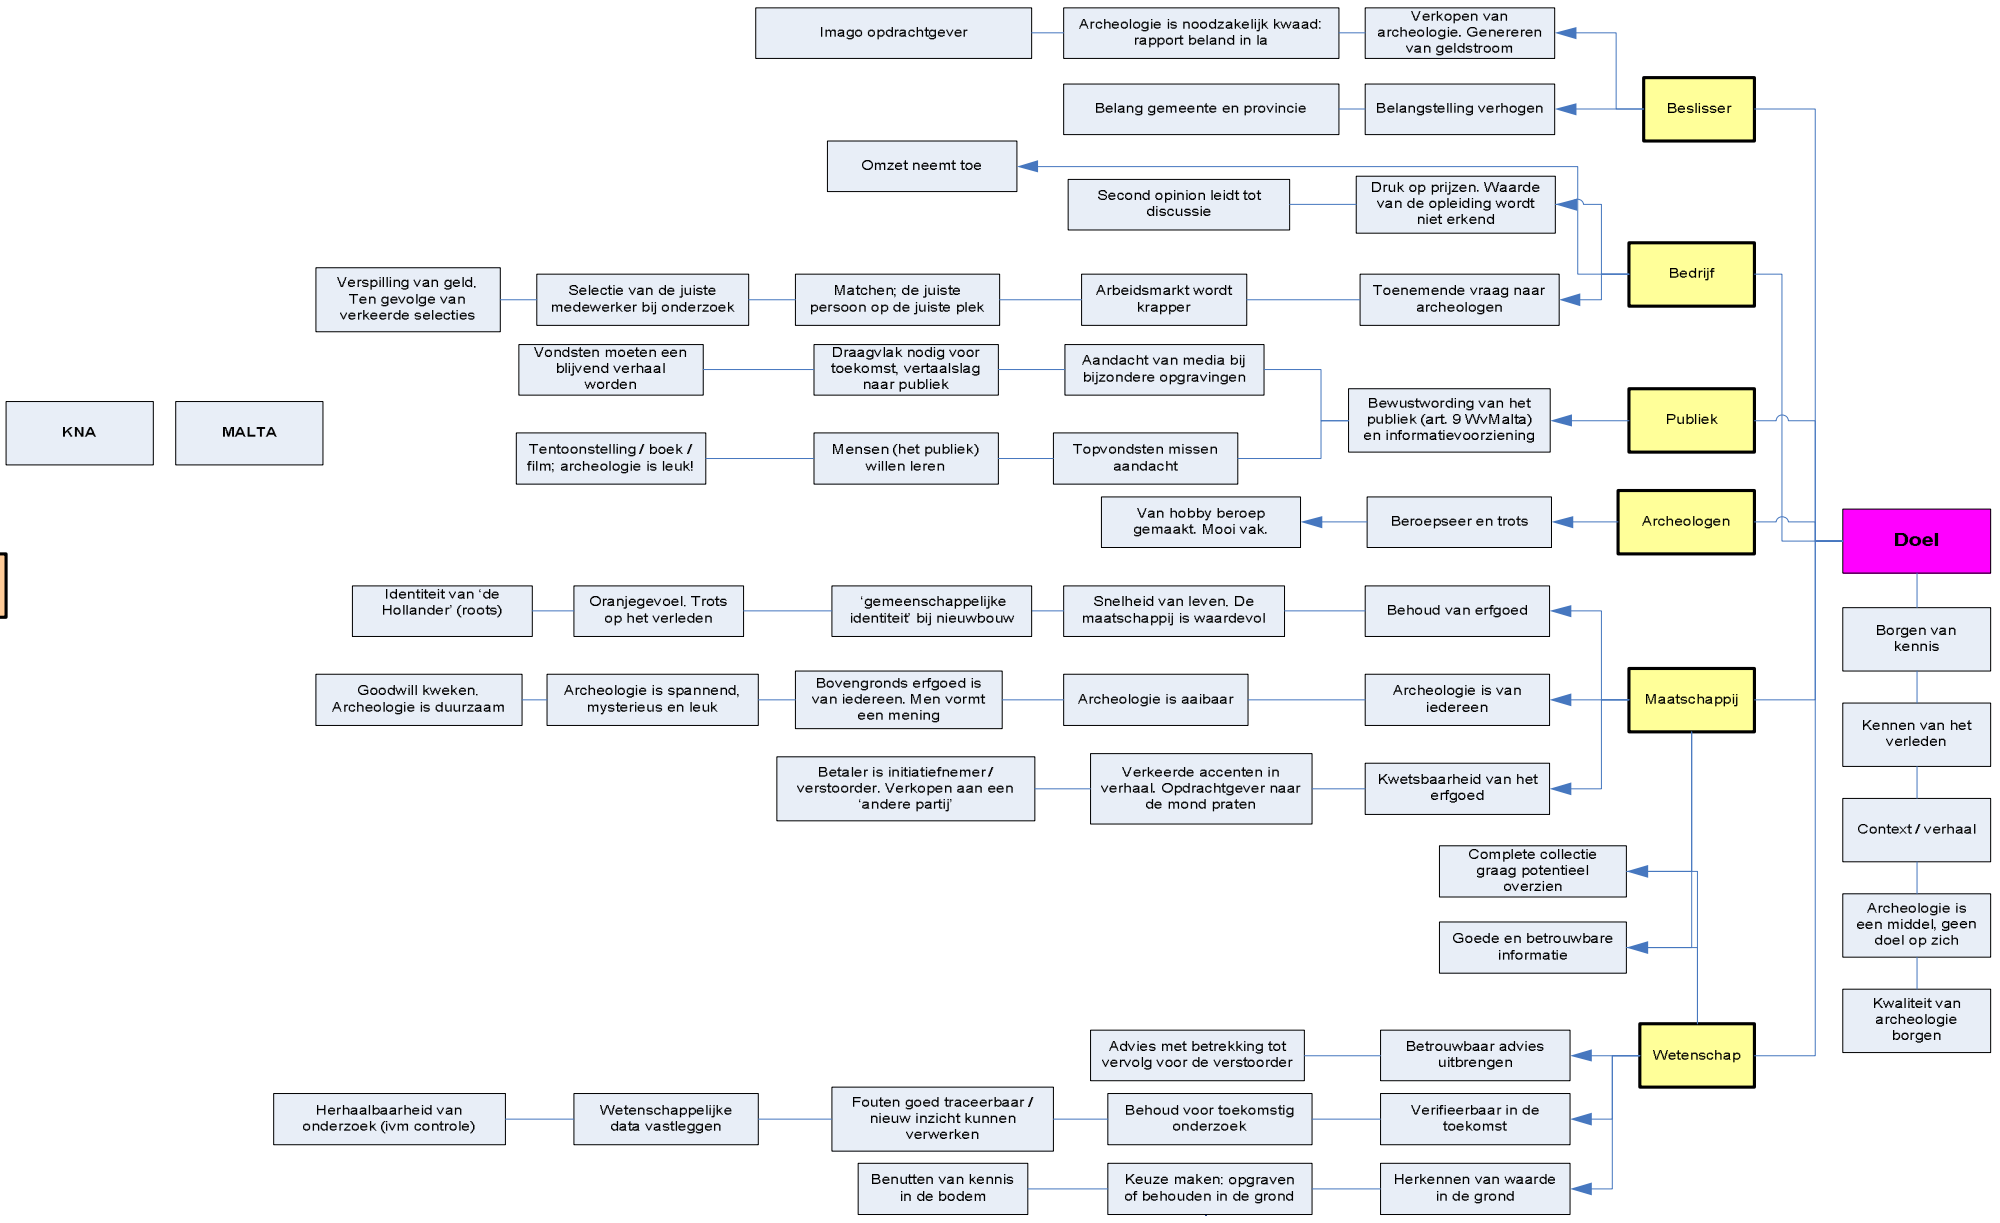 Imago opdrachtgever
Archeologie is noodzakelijk kwaad:
rapport beland in la
Verkopen van
archeologie. Genereren
van geldstroom
Beslisser
Belang gemeente en provincie
Belangstelling verhogen
Omzet neemt toe
Second opinion leidt tot
discussie
Druk op prijzen. Waarde
van de opleiding wordt
niet erkend
Bedrijf
Verspilling van geld.
Ten gevolge van
verkeerde selecties
Selectie van de juiste
medewerker bij onderzoek
Matchen; de juiste
persoon op de juiste plek
Arbeidsmarkt wordt
krapper
Toenemende vraag naar
archeologen
Vondsten moeten een
blijvend verhaal
worden
Draagvlak nodig voor
toekomst, vertaalslag
naar publiek
Aandacht van media bij
bijzondere opgravingen
KNA
MALTA
Bewustwording van het
publiek (art. 9 WvMalta)
en informatievoorziening
Publiek
Tentoonstelling / boek /
film; archeologie is leuk!
Mensen (het publiek)
willen leren
Topvondsten missen
aandacht
Van hobby beroep
gemaakt. Mooi vak.
Beroepseer en trots
Archeologen
Doel
Identiteit van ‘de
Hollander’ (roots)
Oranjegevoel. Trots
op het verleden
‘gemeenschappelijke
identiteit’ bij nieuwbouw
Snelheid van leven. De
maatschappij is waardevol
Behoud van erfgoed
Borgen van
kennis
Goodwill kweken.
Archeologie is duurzaam
Archeologie is spannend,
mysterieus en leuk
Bovengronds erfgoed is
van iedereen. Men vormt
een mening
Archeologie is aaibaar
Archeologie is van
iedereen
Maatschappij
Kennen van het
verleden
Betaler is initiatiefnemer /
verstoorder. Verkopen aan een
‘andere partij’
Verkeerde accenten in
verhaal. Opdrachtgever naar
de mond praten
Kwetsbaarheid van het
erfgoed
Context / verhaal
Complete collectie
graag potentieel
overzien
Archeologie is
een middel, geen
doel op zich
Goede en betrouwbare
informatie
Kwaliteit van
archeologie
borgen
Advies met betrekking tot
vervolg voor de verstoorder
Betrouwbaar advies
uitbrengen
Wetenschap
Herhaalbaarheid van
onderzoek (ivm controle)
Wetenschappelijke
data vastleggen
Fouten goed traceerbaar /
nieuw inzicht kunnen
verwerken
Behoud voor toekomstig
onderzoek
Verifieerbaar in de
toekomst
Benutten van kennis
in de bodem
Keuze maken: opgraven
of behouden in de grond
Herkennen van waarde
in de grond